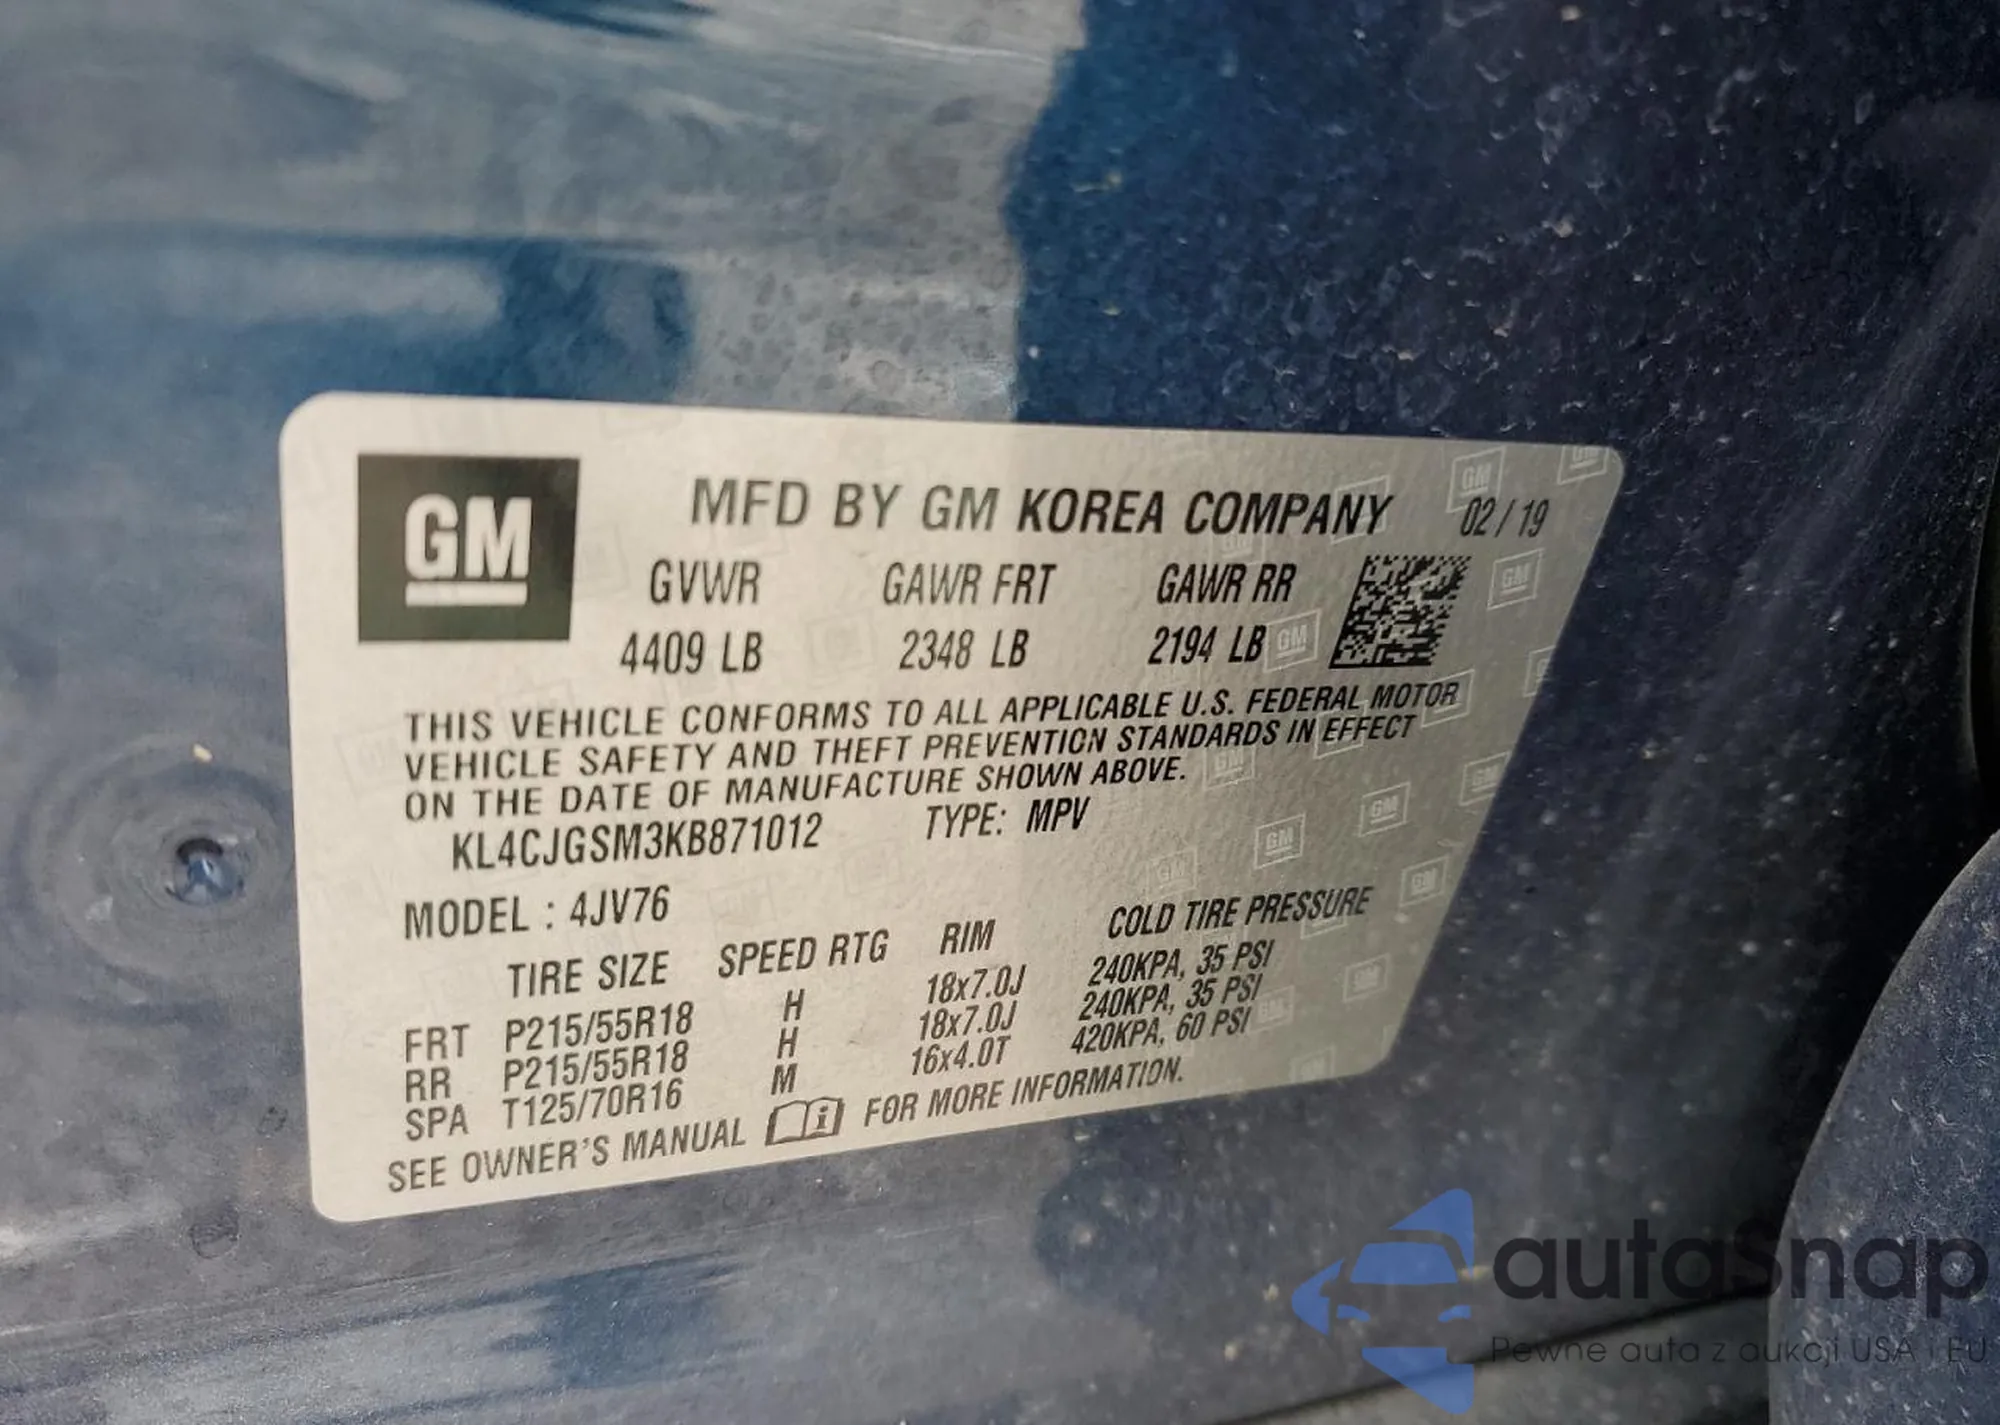 GM
MFD BY GM KOREA COMPANY 02/19
GVWR GAWR FRT GAWR RR
4409 LB 2348 LB 2194 LB
THIS VEHICLE CONFORMS TO ALL APPLICABLE U.S. FEDERAL MOTOR
VEHICLE SAFETY AND THEFT PREVENTION STANDARDS IN EFFECT
ON THE DATE OF MANUFACTURE SHOWN ABOVE.
KL4CJGSM3KB871012 TYPE: MPV
MODEL : 4JV76
TIRE SIZE SPEED RTG RIM COLD TIRE PRESSURE
FRT P215/55R18 H 18x7.0J 240KPA, 35 PSI
RR P215/55R18 H 18x7.0J 240KPA, 35 PSI
SPA T125/70R16 M 16x4.0T 420KPA, 60 PSI
SEE OWNER'S MANUAL FOR MORE INFORMATION.
autaSnap
Pewne auta z aukcji USA i EU